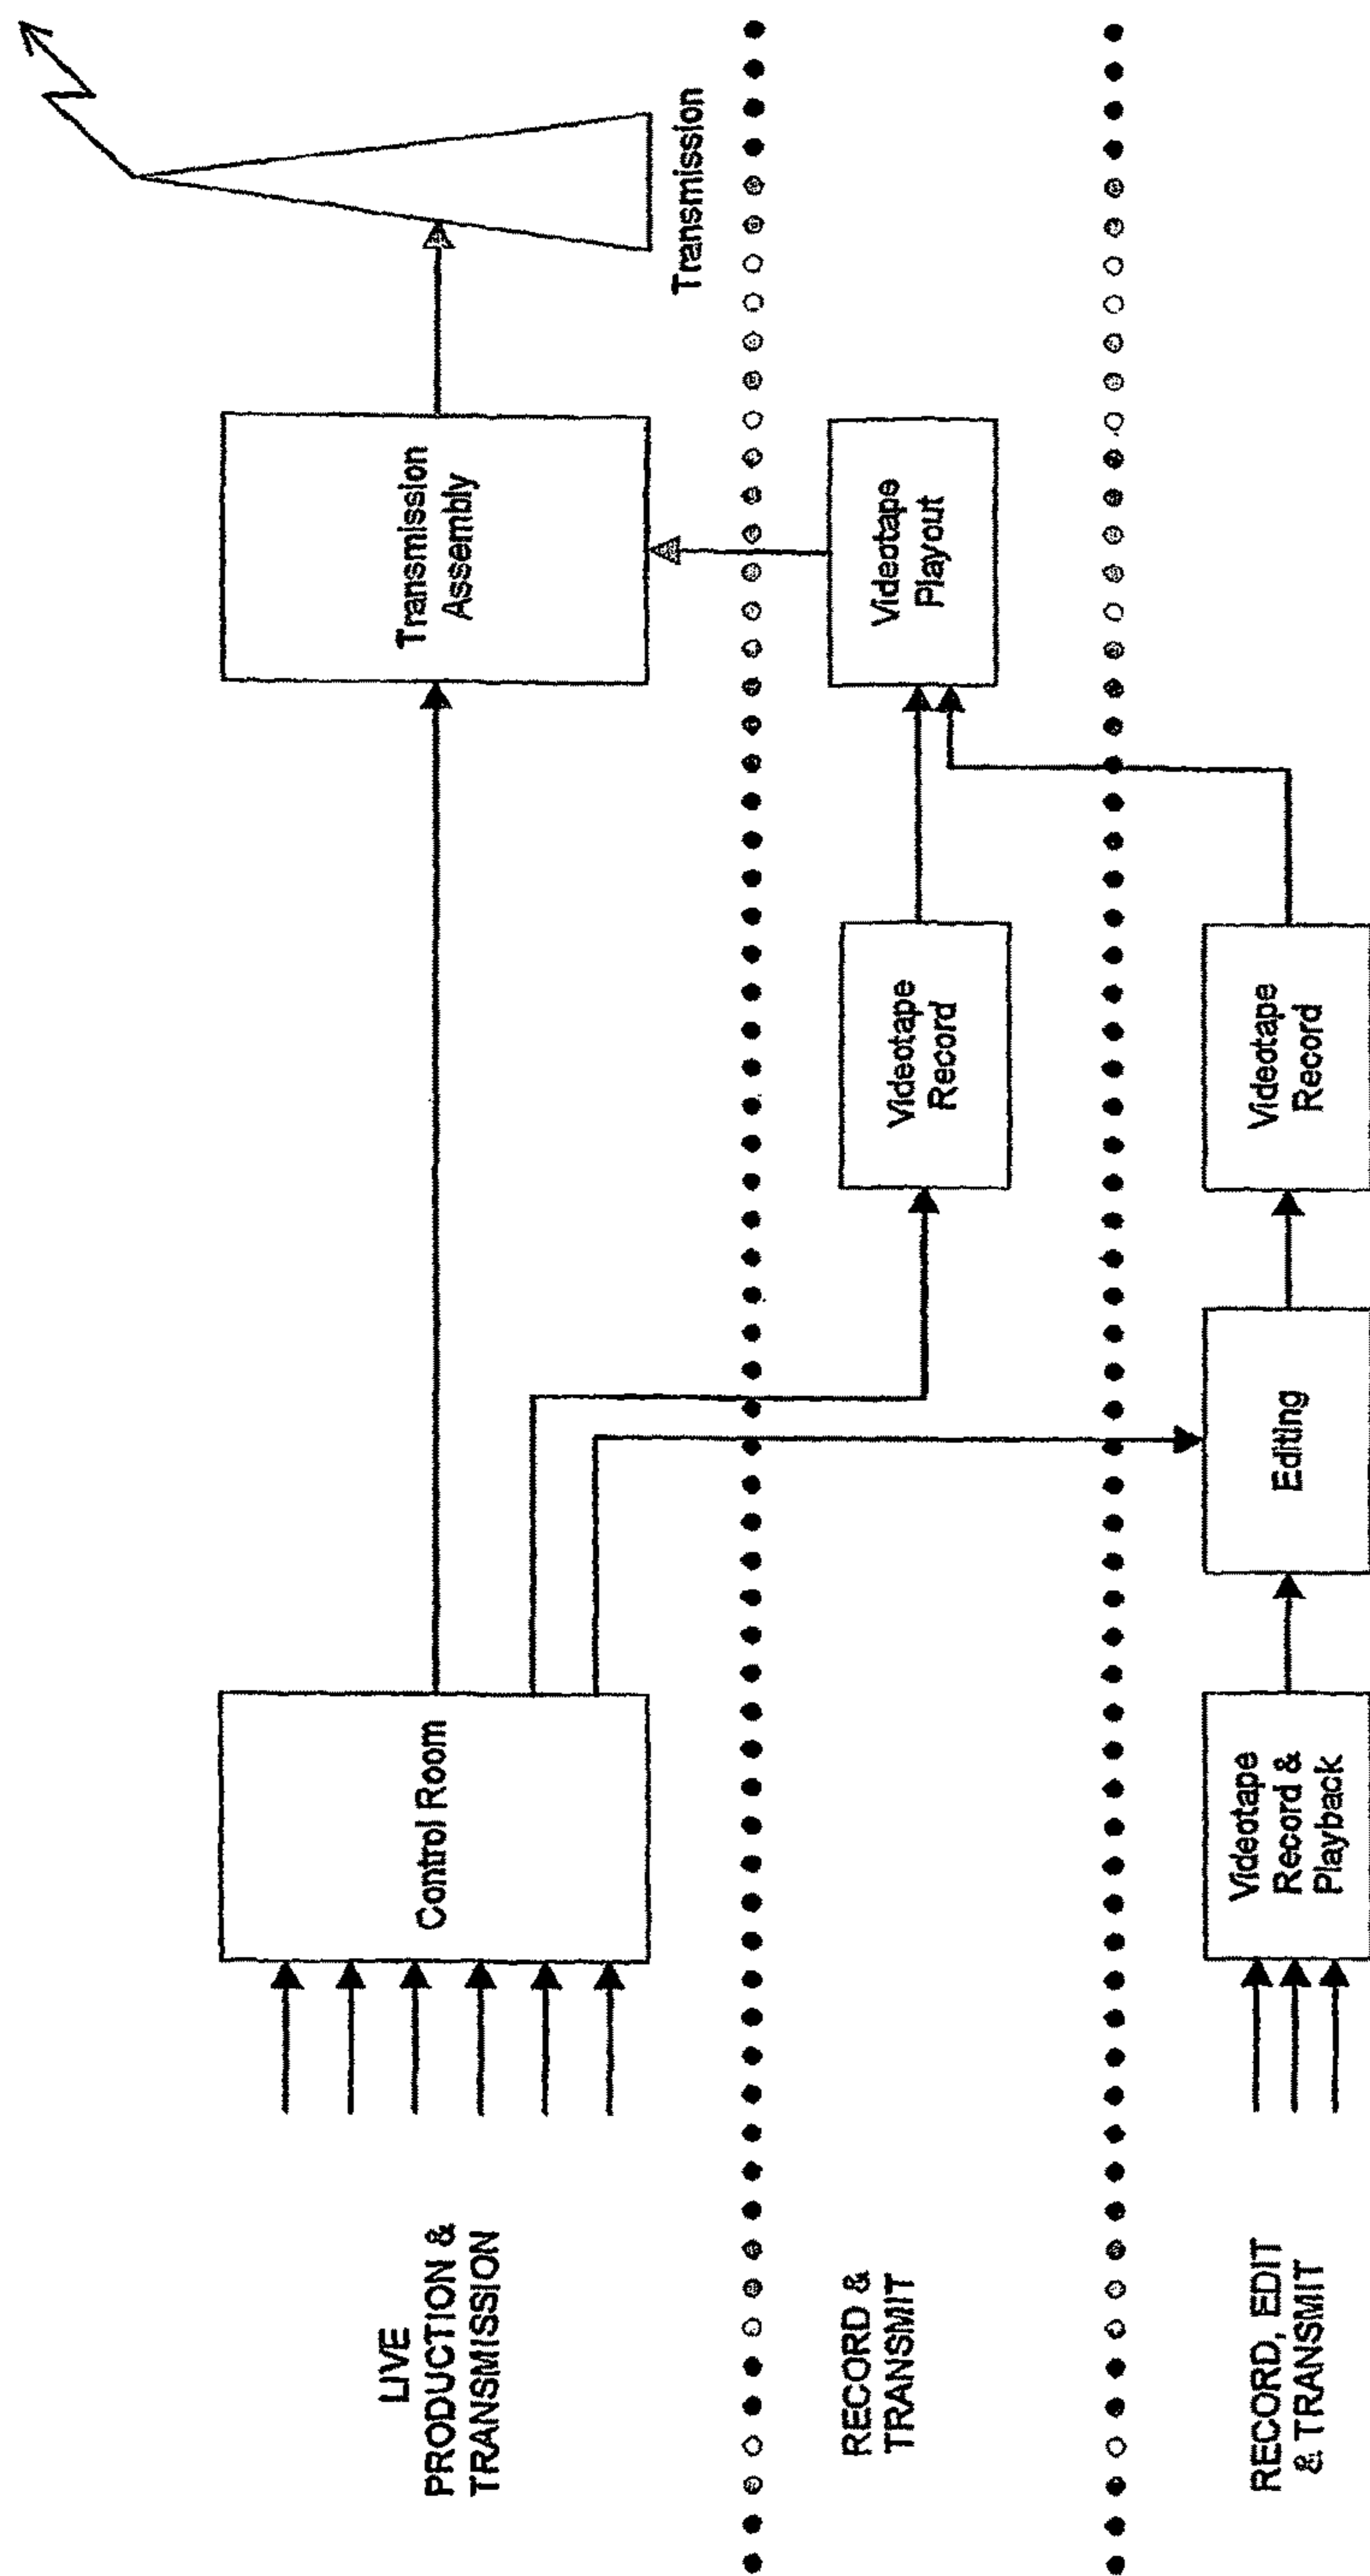 LIVE
PRODUCTION &
TRANSMISSION
Control Room
Transmission
Assembly
Transmission
RECORD &
TRANSMIT
Videotape
Record
Videotape
Playout
RECORD, EDIT
& TRANSMIT
Videotape
Record &
Playback
Editing
Videotape
Record